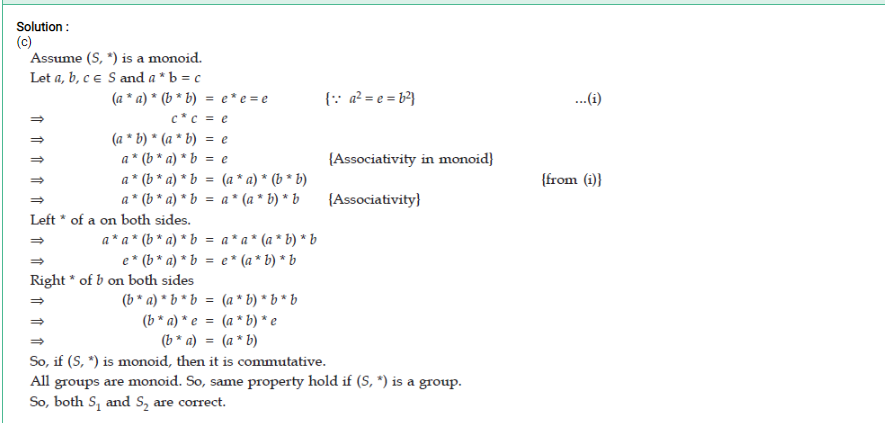 Solution :
(c)
Assume (S, *) is a monoid.
Let a, b, c ∈ S and a * b = c
(a * a) * (b * b) = e * e = e {∵ a² = e = b²} ...(i)
⇒ c * c = e
⇒ (a * b) * (a * b) = e
⇒ a * (b * a) * b = e {Associativity in monoid}
⇒ a * (b * a) * b = (a * a) * (b * b) {from (i)}
⇒ a * (b * a) * b = a * (a * b) * b {Associativity}
Left * of a on both sides.
⇒ a * a * (b * a) * b = a * a * (a * b) * b
⇒ e * (b * a) * b = e * (a * b) * b
Right * of b on both sides
⇒ (b * a) * b * b = (a * b) * b * b
⇒ (b * a) * e = (a * b) * e
⇒ (b * a) = (a * b)
So, if (S, *) is monoid, then it is commutative.
All groups are monoid. So, same property hold if (S, *) is a group.
So, both S₁ and S₂ are correct.